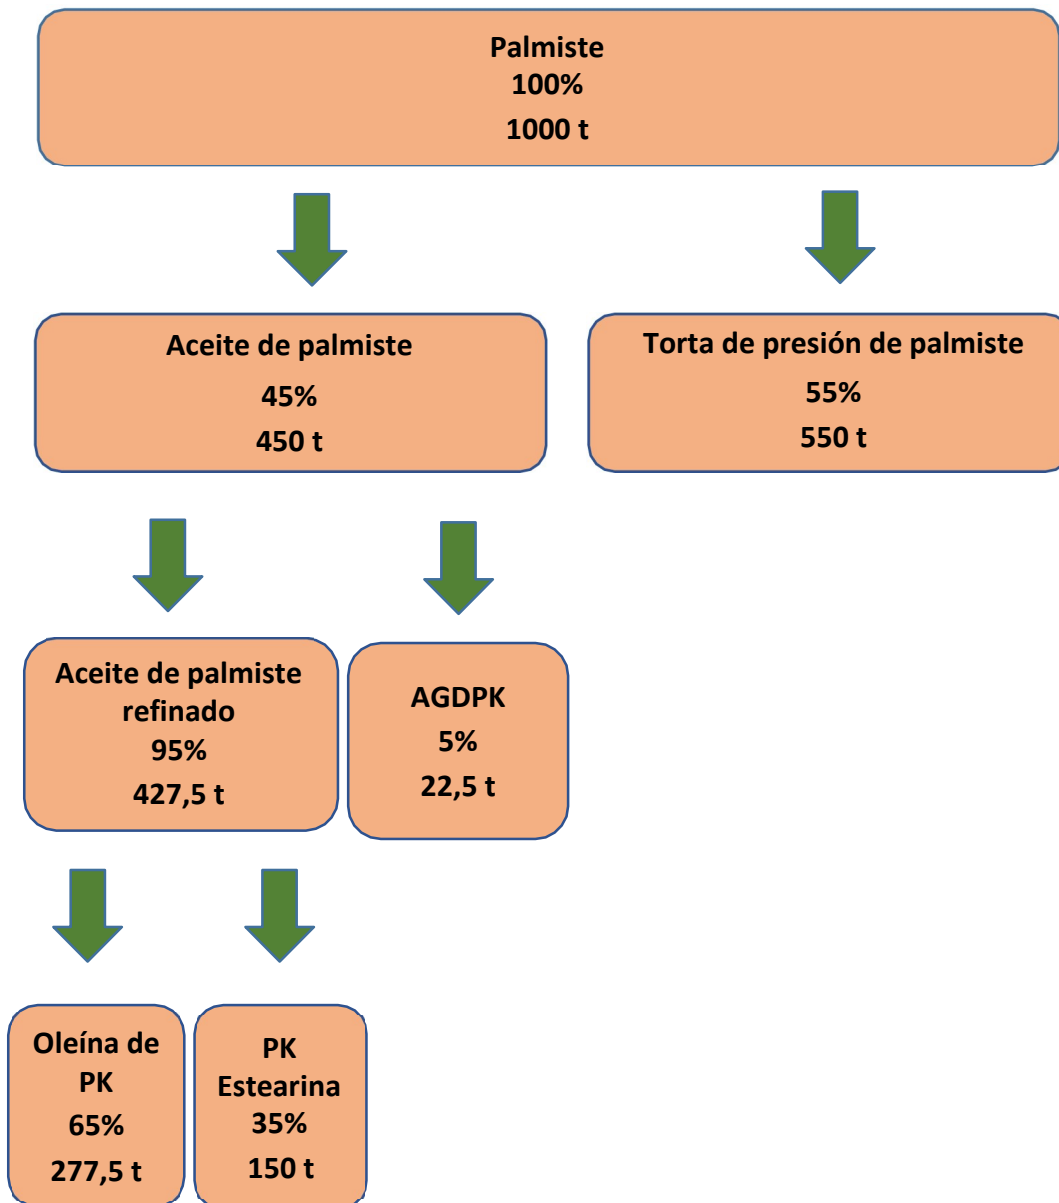 Palmiste
100%
1000 t
Aceite de palmiste
45%
450 t
Torta de presión de palmiste
55%
550 t
Aceite de palmiste
refinado
95%
427,5 t
AGDPK
5%
22,5 t
Oleína de
PK
65%
277,5 t
PK
Estearina
35%
150 t